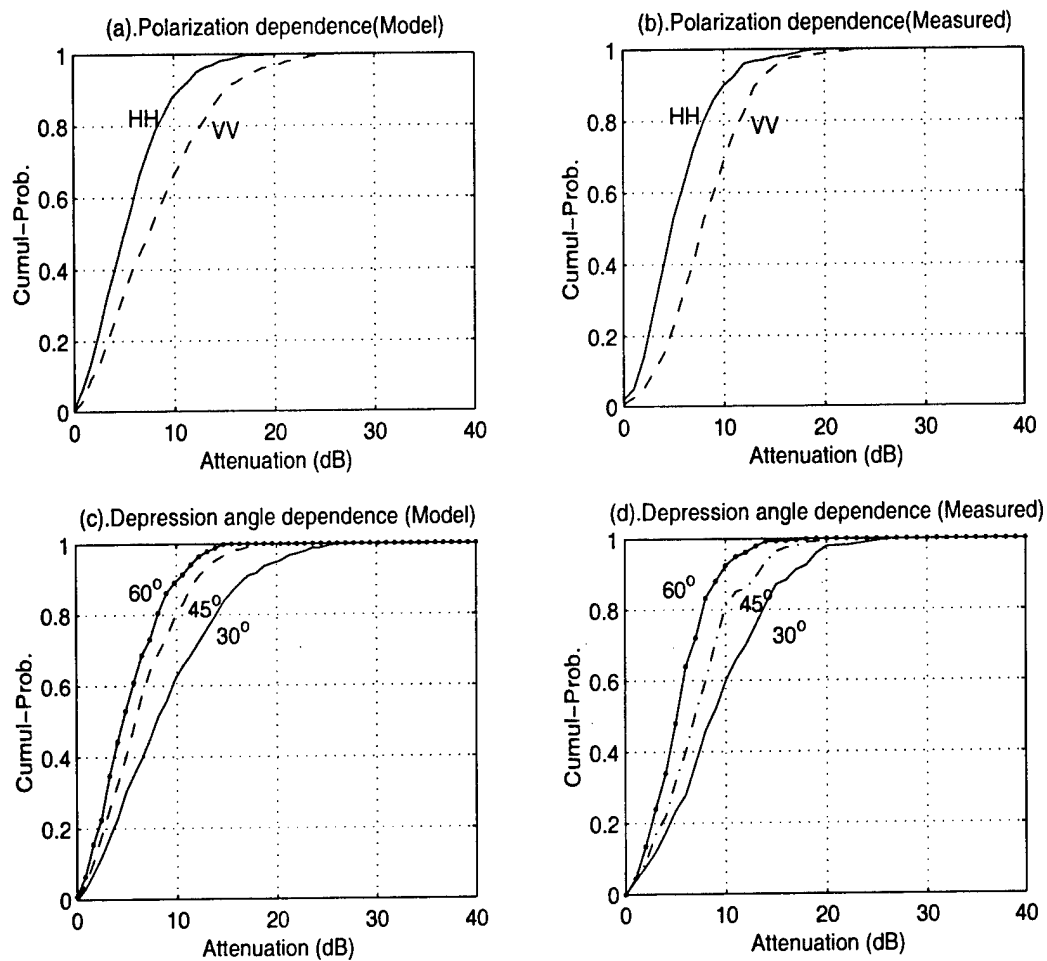 (a).Polarization dependence(Model)
1
0.8
0.6
0.4
0.2
0
Cumul-Prob.
HH
VV
0 10 20 30 40
Attenuation (dB)
(b).Polarization dependence(Measured)
1
0.8
0.6
0.4
0.2
0
Cumul-Prob.
HH
VV
0 10 20 30 40
Attenuation (dB)
(c).Depression angle dependence (Model)
1
0.8
0.6
0.4
0.2
0
Cumul-Prob.
60°
45°
30°
0 10 20 30 40
Attenuation (dB)
(d).Depression angle dependence (Measured)
1
0.8
0.6
0.4
0.2
0
Cumul-Prob.
60°
45°
30°
0 10 20 30 40
Attenuation (dB)